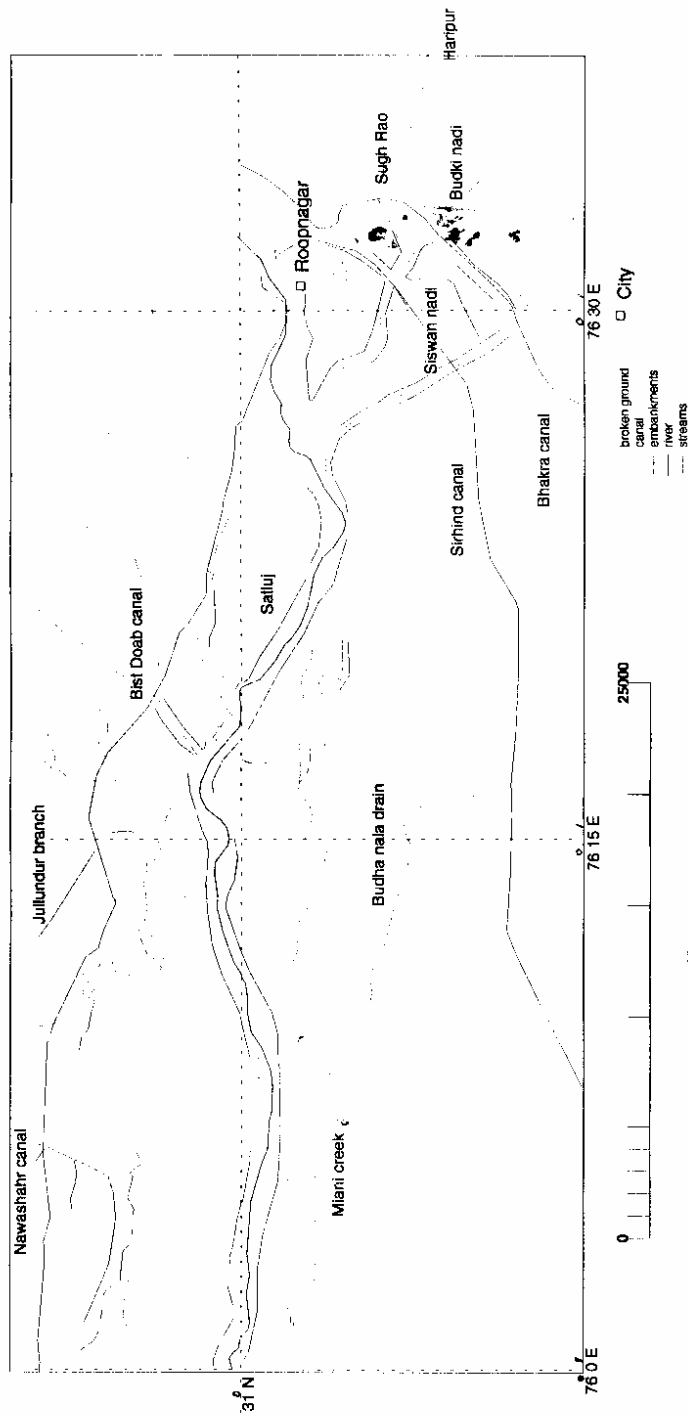 Nawashahr canal
Jullundur branch
Bist Doab canal
Satluj
Roopnagar
Sugh Rao
Haripur
Budki nadi
Siswan nadi
Sirhind canal
Bhakra canal
Budha nala drain
Miani creek
31 N
76 0 E
76 15 E
76 30 E
0
25000
City
broken ground
canal
embankments
river
streams